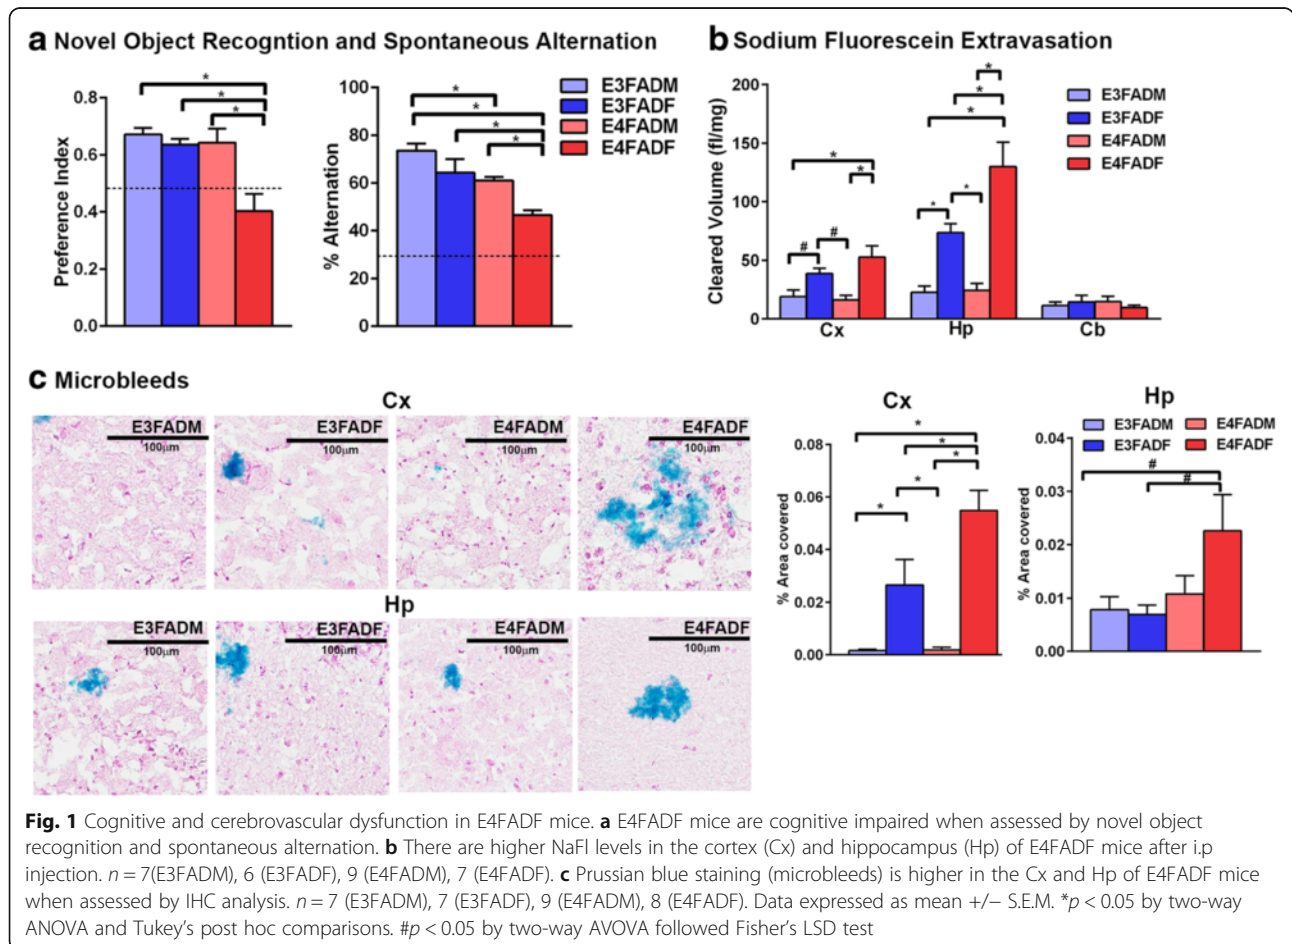 a Novel Object Recogntion and Spontaneous Alternation
0.8
0.6
0.4
0.2
0.0
Preference Index
*
*
*
100
80
60
40
20
0
% Alternation
*
*
*
*
E3FADM
E3FADF
E4FADM
E4FADF
b Sodium Fluorescein Extravasation
200
150
100
50
0
Cleared Volume (fl/mg)
#
#
*
*
*
*
*
*
*
Cx
Hp
Cb
E3FADM
E3FADF
E4FADM
E4FADF
c Microbleeds
Cx
E3FADM
100µm
E3FADF
100µm
E4FADM
100µm
E4FADF
100µm
Hp
E3FADM
100µm
E3FADF
100µm
E4FADM
100µm
E4FADF
100µm
Cx
0.08
0.06
0.04
0.02
0.00
% Area covered
*
*
*
*
*
Hp
E3FADM
E4FADM
E3FADF
E4FADF
0.04
0.03
0.02
0.01
0.00
% Area covered
#
#
Fig. 1 Cognitive and cerebrovascular dysfunction in E4FADF mice. a E4FADF mice are cognitive impaired when assessed by novel object
recognition and spontaneous alternation. b There are higher NaFl levels in the cortex (Cx) and hippocampus (Hp) of E4FADF mice after i.p
injection. n = 7(E3FADM), 6 (E3FADF), 9 (E4FADM), 7 (E4FADF). c Prussian blue staining (microbleeds) is higher in the Cx and Hp of E4FADF mice
when assessed by IHC analysis. n = 7 (E3FADM), 7 (E3FADF), 9 (E4FADM), 8 (E4FADF). Data expressed as mean +/− S.E.M. *p < 0.05 by two-way
ANOVA and Tukey's post hoc comparisons. #p < 0.05 by two-way AVOVA followed Fisher's LSD test